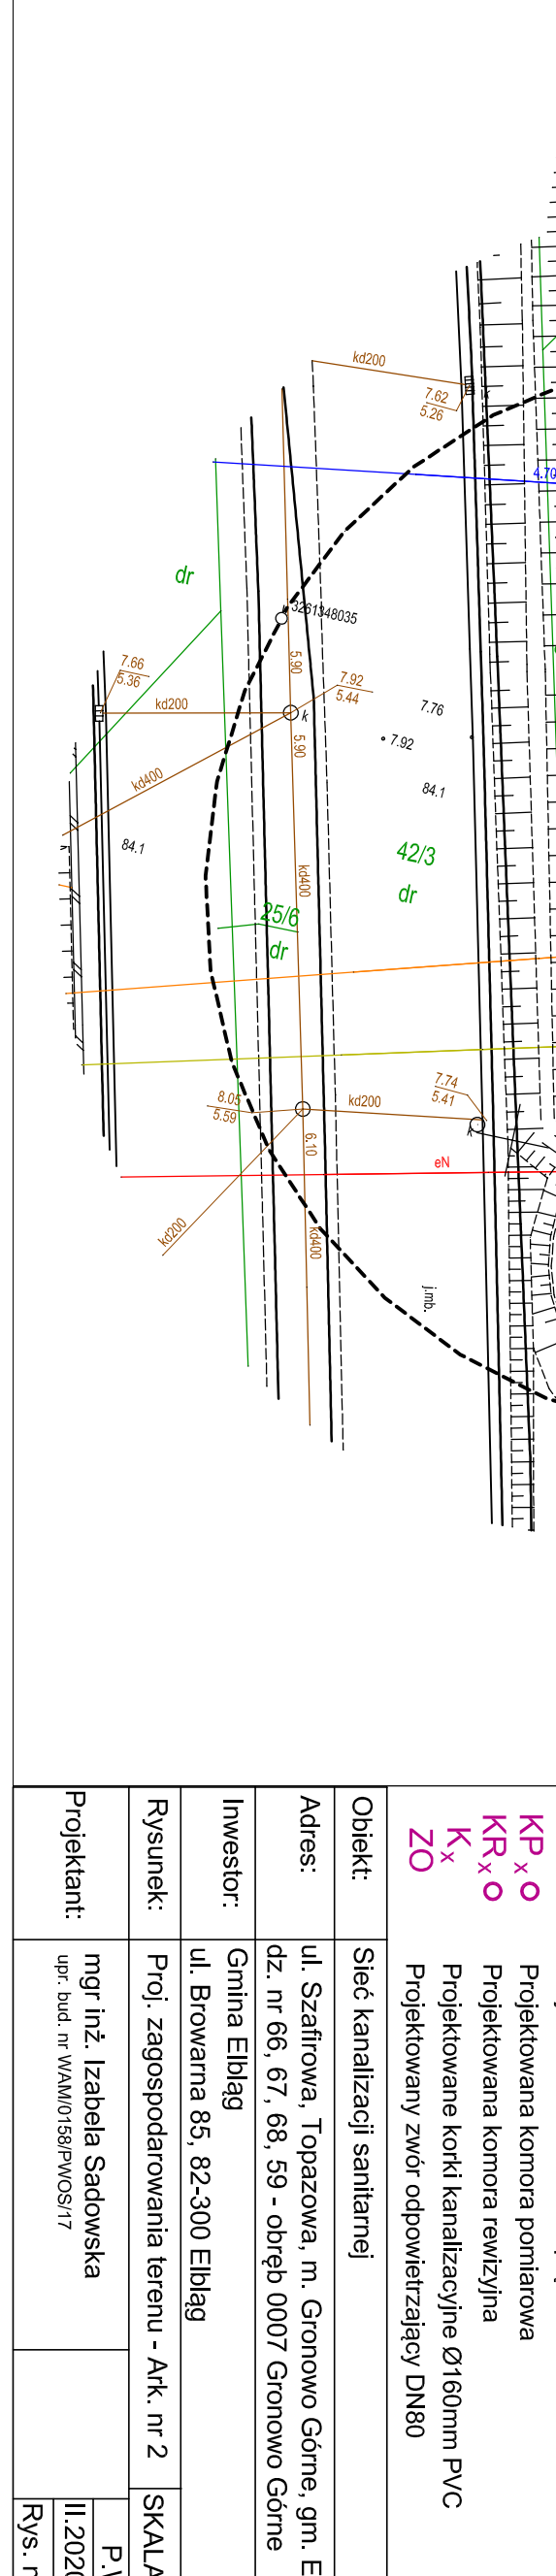 kd200
7.62
5.26
4.70
dr
3261348035
7.66
5.36
5.90
7.92
5.44
kd200
k
7.76
5.90
7.92
kd400
84.1
84.1
kd400
42/3
dr
25/6
dr
8.05
5.59
kd200
7.74
5.41
k
6.10
eN
kd200
kd400
j.mb.
KPx
Projektowana komora pomiarowa
KRx
Projektowana komora rewizyjna
Kx
Projektowane korki kanalizacyjne Ø160mm PVC
ZO
Projektowany zwór odpowietrzający DN80
Obiekt:
Sieć kanalizacji sanitarnej
Adres:
ul. Szafirowa, Topazowa, m. Gronowo Górne, gm. E
dz. nr 66, 67, 68, 59 - obręb 0007 Gronowo Górne
Inwestor:
Gmina Elbląg
ul. Browarna 85, 82-300 Elbląg
Rysunek:
Proj. zagospodarowania terenu - Ark. nr 2
SKALA
Projektant:
mgr inż. Izabela Sadowska
upr. bud. nr WAM/0158/PWOS/17
II.202
Rys. n